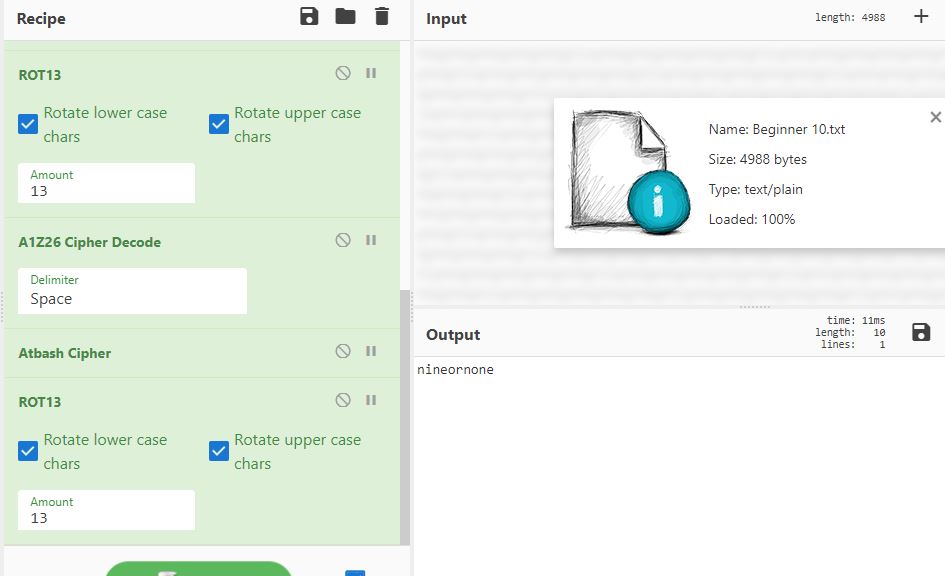 Recipe
ROT13
Rotate lower case chars
Rotate upper case chars
Amount
13
A1Z26 Cipher Decode
Delimiter
Space
Atbash Cipher
ROT13
Rotate lower case chars
Rotate upper case chars
Amount
13
Input
length: 4988
Name: Beginner 10.txt
Size: 4988 bytes
Type: text/plain
Loaded: 100%
Output
time: 11ms
length: 10
lines: 1
nineornone